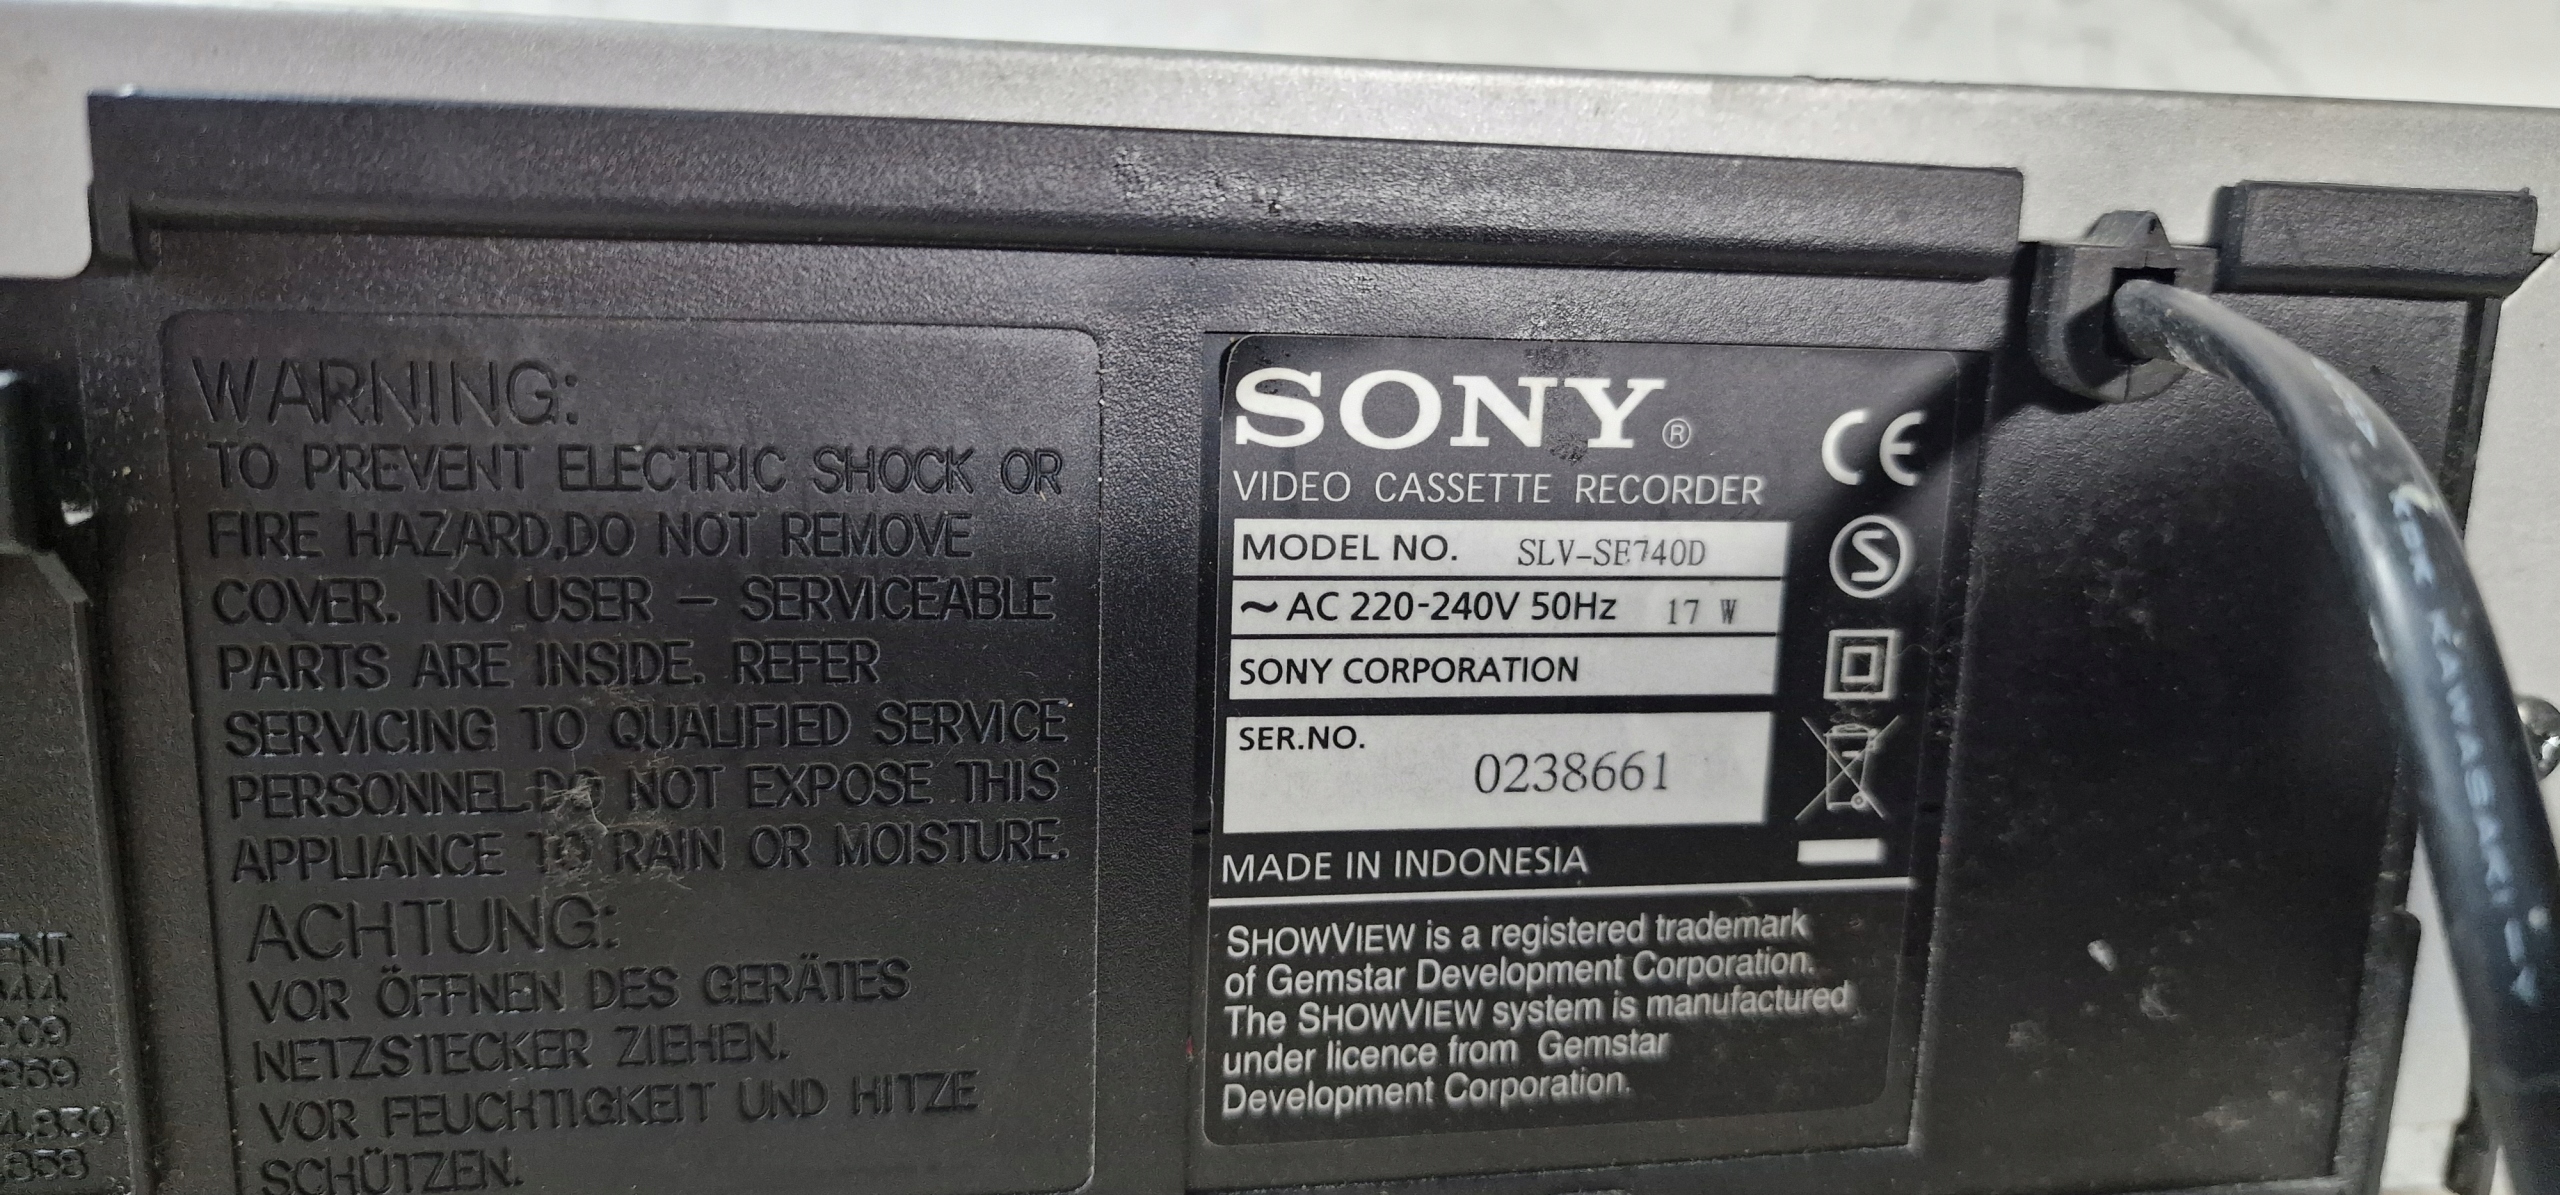 WARNING:
TO PREVENT ELECTRIC SHOCK OR
FIRE HAZARD,DO NOT REMOVE
COVER. NO USER – SERVICEABLE
PARTS ARE INSIDE. REFER
SERVICING TO QUALIFIED SERVICE
PERSONNEL.DO NOT EXPOSE THIS
APPLIANCE TO RAIN OR MOISTURE.
ACHTUNG:
VOR ÖFFNEN DES GERÄTES
NETZSTECKER ZIEHEN.
VOR FEUCHTIGKEIT UND HITZE
SCHÜTZEN.
SONY®
VIDEO CASSETTE RECORDER
MODEL NO. SLV-SE740D
~ AC 220-240V 50Hz 17 W
SONY CORPORATION
SER.NO.
0238661
MADE IN INDONESIA
CE
S
SHOWVIEW is a registered trademark
of Gemstar Development Corporation.
The SHOWVIEW system is manufactured
under licence from Gemstar
Development Corporation.
KAWASAKI